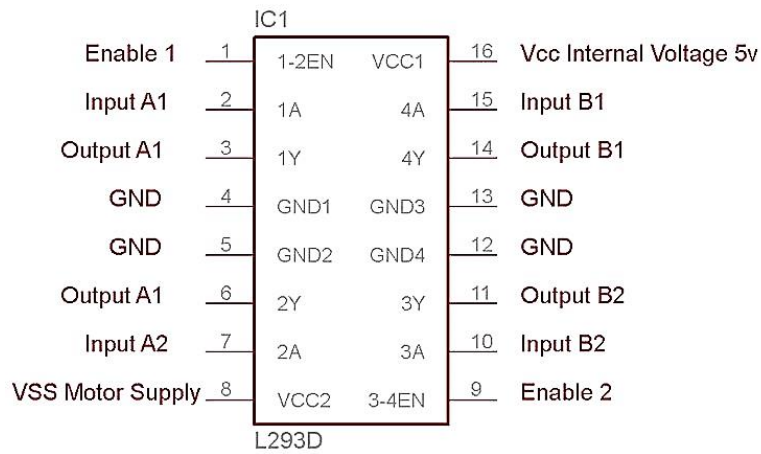 IC1
Enable 1 1 1-2EN VCC1 16 Vcc Internal Voltage 5v
Input A1 2 1A 4A 15 Input B1
Output A1 3 1Y 4Y 14 Output B1
GND 4 GND1 GND3 13 GND
GND 5 GND2 GND4 12 GND
Output A1 6 2Y 3Y 11 Output B2
Input A2 7 2A 3A 10 Input B2
VSS Motor Supply 8 VCC2 3-4EN 9 Enable 2
L293D